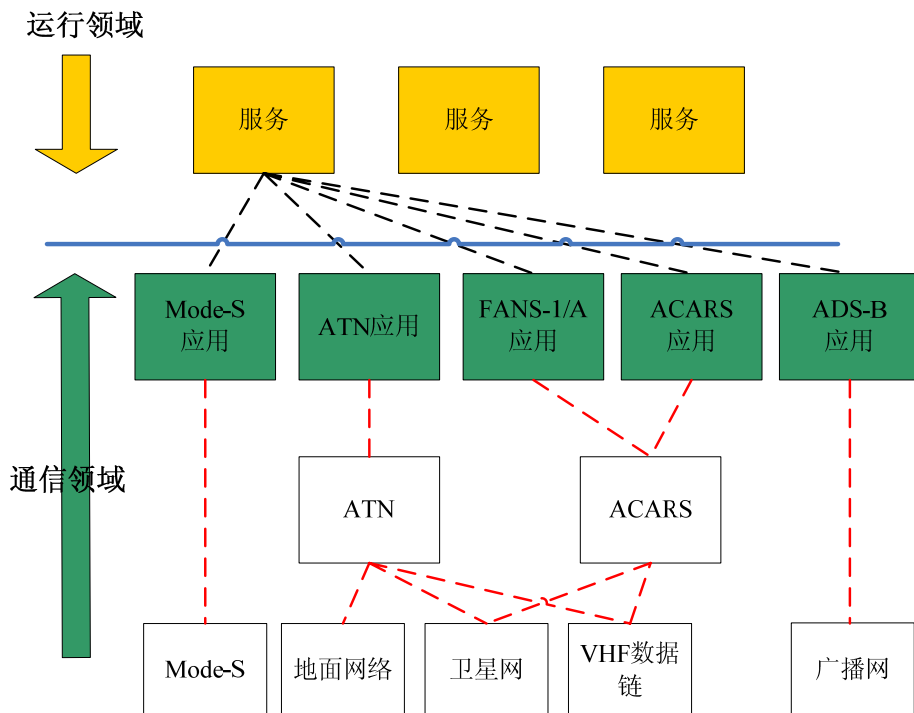 运行领域
服务
服务
服务
Mode-S
应用
ATN应用
FANS-1/A
应用
ACARS
应用
ADS-B
应用
通信领域
ATN
ACARS
Mode-S
地面网络
卫星网
VHF数据
链
广播网